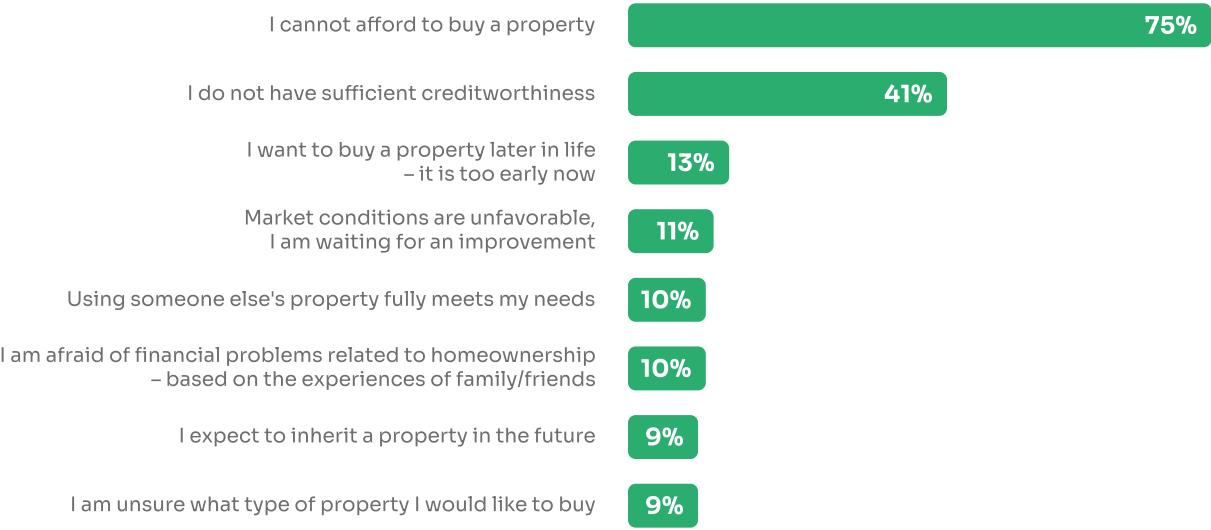 I cannot afford to buy a property
75%
I do not have sufficient creditworthiness
41%
I want to buy a property later in life
– it is too early now
13%
Market conditions are unfavorable,
I am waiting for an improvement
11%
Using someone else's property fully meets my needs
10%
I am afraid of financial problems related to homeownership
– based on the experiences of family/friends
10%
I expect to inherit a property in the future
9%
I am unsure what type of property I would like to buy
9%